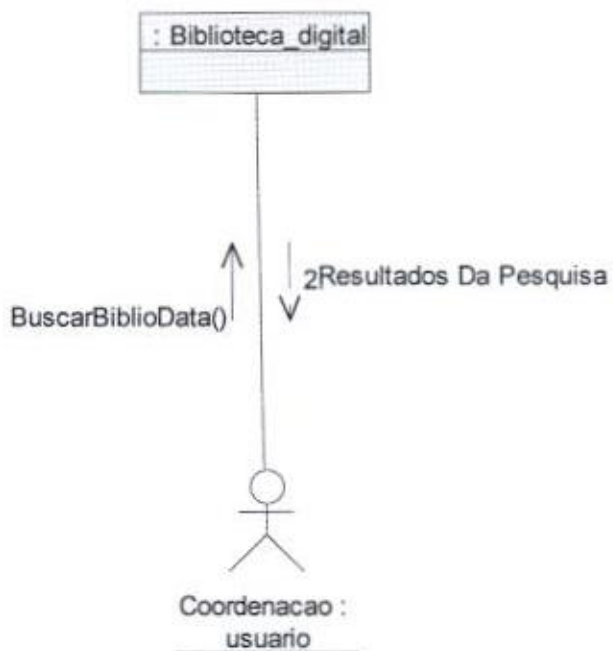 : Biblioteca_digital
2Resultados Da Pesquisa
BuscarBiblioData()
Coordenacao :
usuario